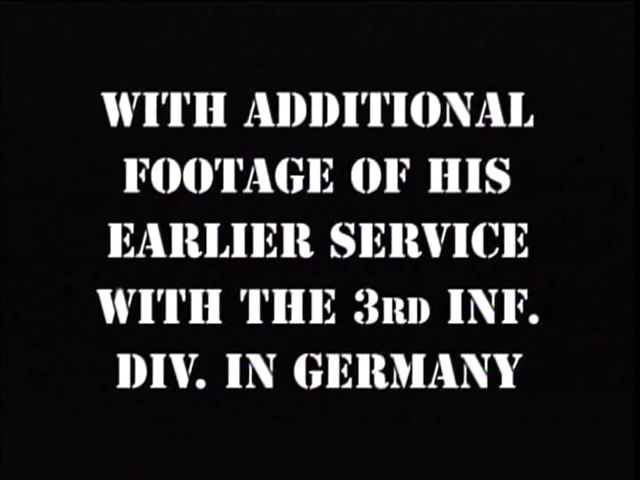 WITH ADDITIONAL
FOOTAGE OF HIS
EARLIER SERVICE
WITH THE 3RD INF.
DIV. IN GERMANY